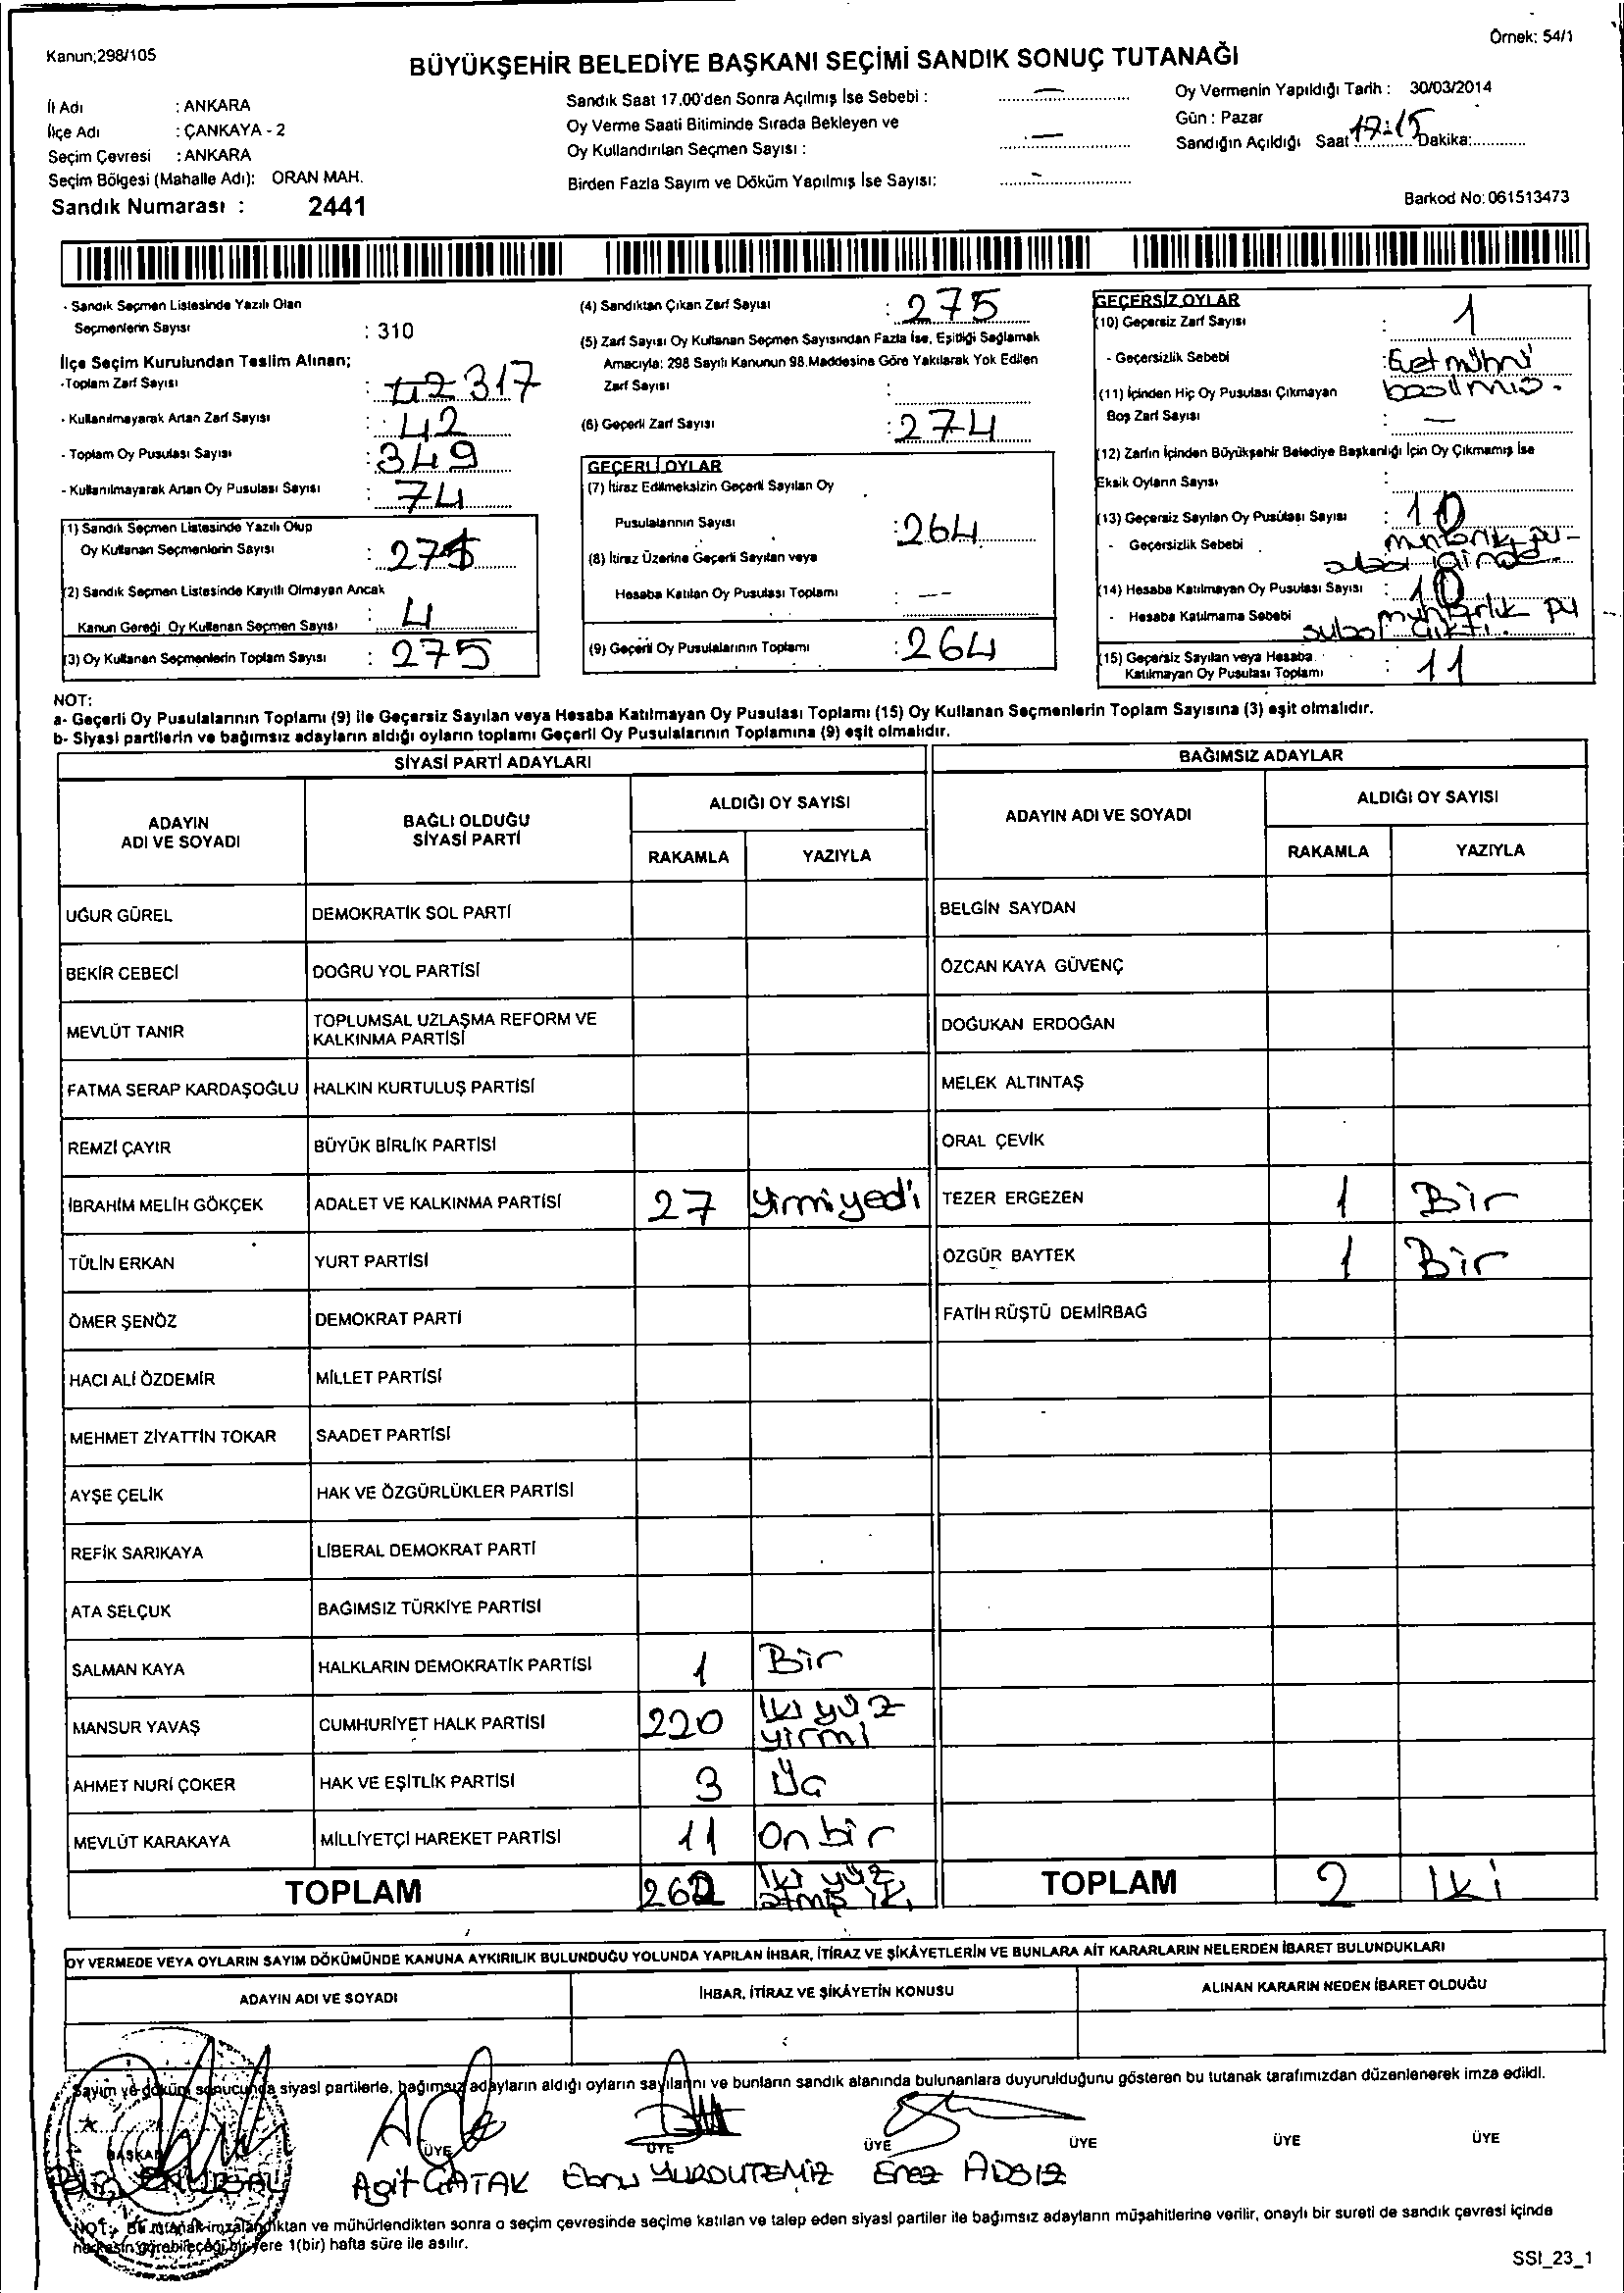 Kanun;298/105
Örnek: 54/1
BÜYÜKŞEHİR BELEDİYE BAŞKANI SEÇİMİ SANDIK SONUÇ TUTANAĞI
İl Adı : ANKARA
İlçe Adı : ÇANKAYA - 2
Seçim Çevresi : ANKARA
Seçim Bölgesi (Mahalle Adı): ORAN MAH.
Sandık Numarası : 2441
Sandık Saat 17.00'den Sonra Açılmış İse Sebebi : —
Oy Verme Saati Bitiminde Sırada Bekleyen ve
Oy Kullandırılan Seçmen Sayısı : —
Birden Fazla Sayım ve Döküm Yapılmış İse Sayısı: -
Oy Vermenin Yapıldığı Tarih : 30/03/2014
Gün : Pazar
Sandığın Açıldığı Saat 17:15 Dakika:
Barkod No: 061513473
- Sandık Seçmen Listesinde Yazılı Olan
Seçmenlerin Sayısı : 310
İlçe Seçim Kurulundan Teslim Alınan;
-Toplam Zarf Sayısı : 42 317
- Kullanılmayarak Artan Zarf Sayısı : 42
- Toplam Oy Pusulası Sayısı : 349
- Kullanılmayarak Artan Oy Pusulası Sayısı : 74
(1) Sandık Seçmen Listesinde Yazılı Olup
Oy Kullanan Seçmenlerin Sayısı :
(2) Sandık Seçmen Listesinde Kayıtlı Olmayan Ancak
Kanun Gereği Oy Kullanan Seçmen Sayısı : 4
(3) Oy Kullanan Seçmenlerin Toplam Sayısı : 275
(4) Sandıktan Çıkan Zarf Sayısı : 275
(5) Zarf Sayısı Oy Kullanan Seçmen Sayısından Fazla İse, Eşitliği Sağlamak
Amacıyla: 298 Sayılı Kanunun 98.Maddesine Göre Yakılarak Yok Edilen
Zarf Sayısı :
(6) Geçerli Zarf Sayısı : 274
GEÇERLİ OYLAR
(7) İtiraz Edilmeksizin Geçerli Sayılan Oy
Pusulalarının Sayısı : 264
(8) İtiraz Üzerine Geçerli Sayılan veya
Hesaba Katılan Oy Pusulası Toplamı : --
(9) Geçerli Oy Pusulalarının Toplamı : 264
GEÇERSİZ OYLAR
(10) Geçersiz Zarf Sayısı : 1
- Geçersizlik Sebebi : Evet mührü
basılmış.
(11) İçinden Hiç Oy Pusulası Çıkmayan
Boş Zarf Sayısı : —
(12) Zarfın İçinden Büyükşehir Belediye Başkanlığı İçin Oy Çıkmamış İse
Eksik Oyların Sayısı :
(13) Geçersiz Sayılan Oy Pusulası Sayısı : 10
- Geçersizlik Sebebi muhtarlık pu-
sulası içinde
(14) Hesaba Katılmayan Oy Pusulası Sayısı : 10
- Hesaba Katılmama Sebebi muhtarlık pu
sulası çıktı.
(15) Geçersiz Sayılan veya Hesaba
Katılmayan Oy Pusulası Toplamı : 11
NOT:
a- Geçerli Oy Pusulalarının Toplamı (9) ile Geçersiz Sayılan veya Hesaba Katılmayan Oy Pusulası Toplamı (15) Oy Kullanan Seçmenlerin Toplam Sayısına (3) eşit olmalıdır.
b- Siyasi partilerin ve bağımsız adayların aldığı oyların toplamı Geçerli Oy Pusulalarının Toplamına (9) eşit olmalıdır.
SİYASİ PARTİ ADAYLARI
BAĞIMSIZ ADAYLAR
ADAYIN
ADI VE SOYADI
BAĞLI OLDUĞU
SİYASİ PARTİ
ALDIĞI OY SAYISI
RAKAMLA YAZIYLA
ADAYIN ADI VE SOYADI
ALDIĞI OY SAYISI
RAKAMLA YAZIYLA
UĞUR GÜREL DEMOKRATİK SOL PARTİ BELGİN SAYDAN
BEKİR CEBECİ DOĞRU YOL PARTİSİ ÖZCAN KAYA GÜVENÇ
MEVLÜT TANIR TOPLUMSAL UZLAŞMA REFORM VE
KALKINMA PARTİSİ DOĞUKAN ERDOĞAN
FATMA SERAP KARDAŞOĞLU HALKIN KURTULUŞ PARTİSİ MELEK ALTINTAŞ
REMZİ ÇAYIR BÜYÜK BİRLİK PARTİSİ ORAL ÇEVİK
İBRAHİM MELİH GÖKÇEK ADALET VE KALKINMA PARTİSİ 27 yirmiyedi TEZER ERGEZEN 1 Bir
TÜLİN ERKAN YURT PARTİSİ ÖZGÜR BAYTEK 1 Bir
ÖMER ŞENÖZ DEMOKRAT PARTİ FATİH RÜŞTÜ DEMİRBAĞ
HACI ALİ ÖZDEMİR MİLLET PARTİSİ
MEHMET ZİYATTİN TOKAR SAADET PARTİSİ
AYŞE ÇELİK HAK VE ÖZGÜRLÜKLER PARTİSİ
REFİK SARIKAYA LİBERAL DEMOKRAT PARTİ
ATA SELÇUK BAĞIMSIZ TÜRKİYE PARTİSİ
SALMAN KAYA HALKLARIN DEMOKRATİK PARTİSİ 1 Bir
MANSUR YAVAŞ CUMHURİYET HALK PARTİSİ 220 iki yüz
yirmi
AHMET NURİ ÇOKER HAK VE EŞİTLİK PARTİSİ 3 Üç
MEVLÜT KARAKAYA MİLLİYETÇİ HAREKET PARTİSİ 11 On bir
TOPLAM 262 iki yüz
atmış iki
TOPLAM 2 iki
OY VERMEDE VEYA OYLARIN SAYIM DÖKÜMÜNDE KANUNA AYKIRILIK BULUNDUĞU YOLUNDA YAPILAN İHBAR, İTİRAZ VE ŞİKÂYETLERİN VE BUNLARA AİT KARARLARIN NELERDEN İBARET BULUNDUKLARI
ADAYIN ADI VE SOYADI İHBAR, İTİRAZ VE ŞİKÂYETİN KONUSU ALINAN KARARIN NEDEN İBARET OLDUĞU
Sayım ve döküm sonucunda siyasi partilerle, bağımsız adayların aldığı oyların sayılarını ve bunların sandık alanında bulunanlara duyurulduğunu gösteren bu tutanak tarafımızdan düzenlenerek imza edildi.
BAŞKAN ÜYE ÜYE ÜYE ÜYE ÜYE ÜYE
Agit ÇATAK Ebru YURDUTEMİZ Enez ADSIZ
NOT: Bu tutanak imzalandıktan ve mühürlendikten sonra o seçim çevresinde seçime katılan ve talep eden siyasi partiler ile bağımsız adayların müşahitlerine verilir, onaylı bir sureti de sandık çevresi içinde
herkesin görebileceği bir yere 1(bir) hafta süre ile asılır.
SSI_23_1